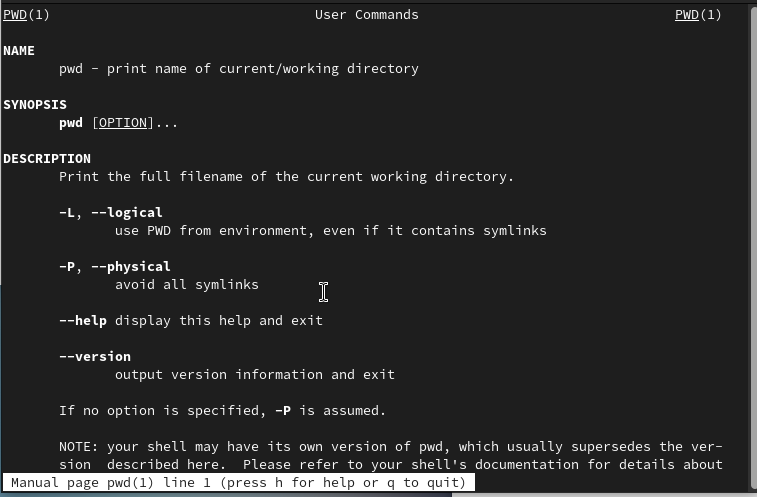 PWD(1) User Commands PWD(1)
NAME
pwd - print name of current/working directory
SYNOPSIS
pwd [OPTION]...
DESCRIPTION
Print the full filename of the current working directory.
-L, --logical
use PWD from environment, even if it contains symlinks
-P, --physical
avoid all symlinks
--help display this help and exit
--version
output version information and exit
If no option is specified, -P is assumed.
NOTE: your shell may have its own version of pwd, which usually supersedes the ver-
sion described here. Please refer to your shell's documentation for details about
Manual page pwd(1) line 1 (press h for help or q to quit)